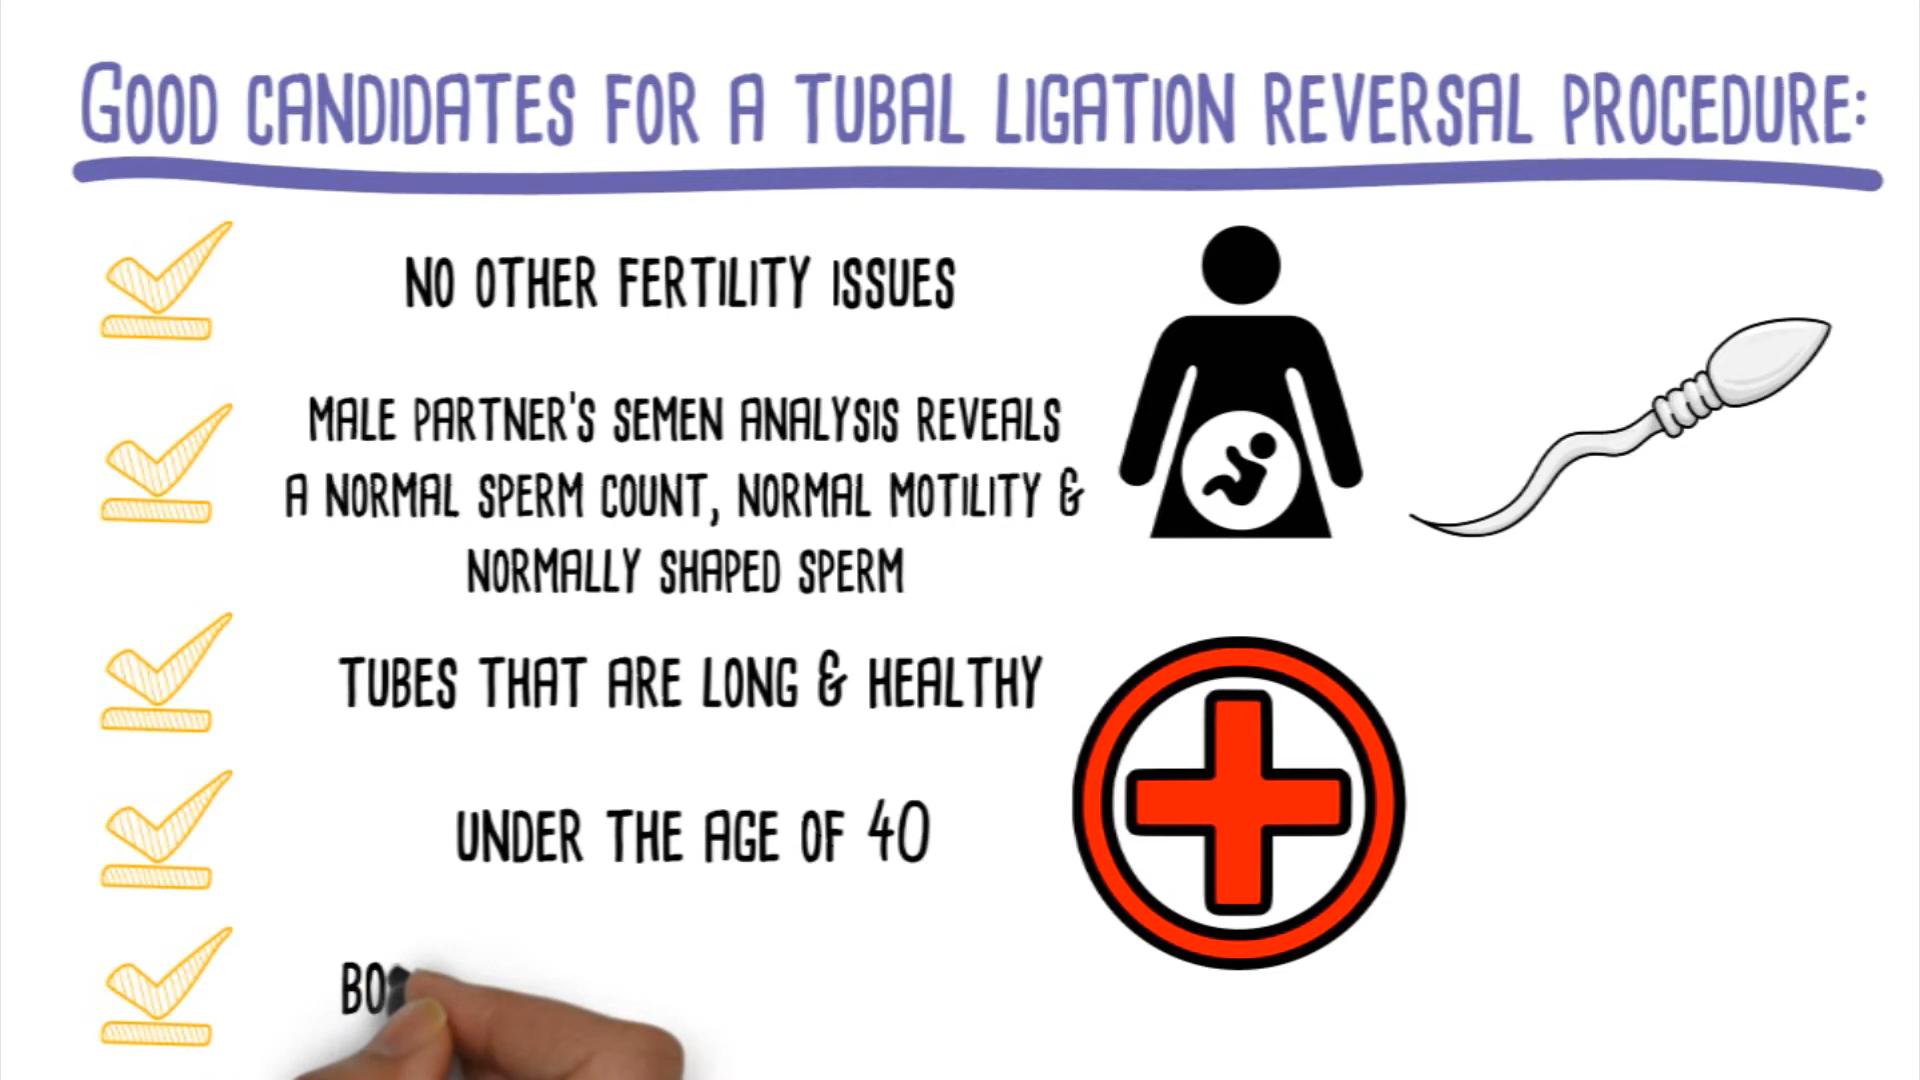 GOOD CANDIDATES FOR A TUBAL LIGATION REVERSAL PROCEDURE:
NO OTHER FERTILITY ISSUES
MALE PARTNER'S SEMEN ANALYSIS REVEALS
A NORMAL SPERM COUNT, NORMAL MOTILITY &
NORMALLY SHAPED SPERM
TUBES THAT ARE LONG & HEALTHY
UNDER THE AGE OF 40